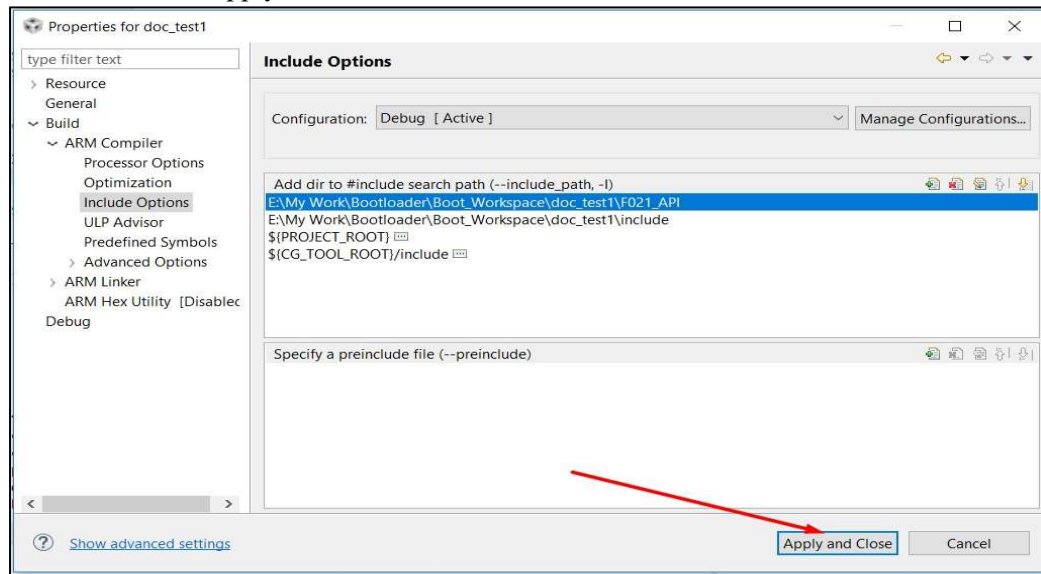 Properties for doc_test1
type filter text
Include Options
Resource
General
Build
ARM Compiler
Processor Options
Optimization
Include Options
ULP Advisor
Predefined Symbols
Advanced Options
ARM Linker
ARM Hex Utility [Disablec
Debug
Configuration: Debug [ Active ]
Manage Configurations...
Add dir to #include search path (--include_path, -I)
E:\My Work\Bootloader\Boot_Workspace\doc_test1\F021_API
E:\My Work\Bootloader\Boot_Workspace\doc_test1\include
${PROJECT_ROOT}
${CG_TOOL_ROOT}/include
Specify a preinclude file (--preinclude)
Show advanced settings
Apply and Close
Cancel